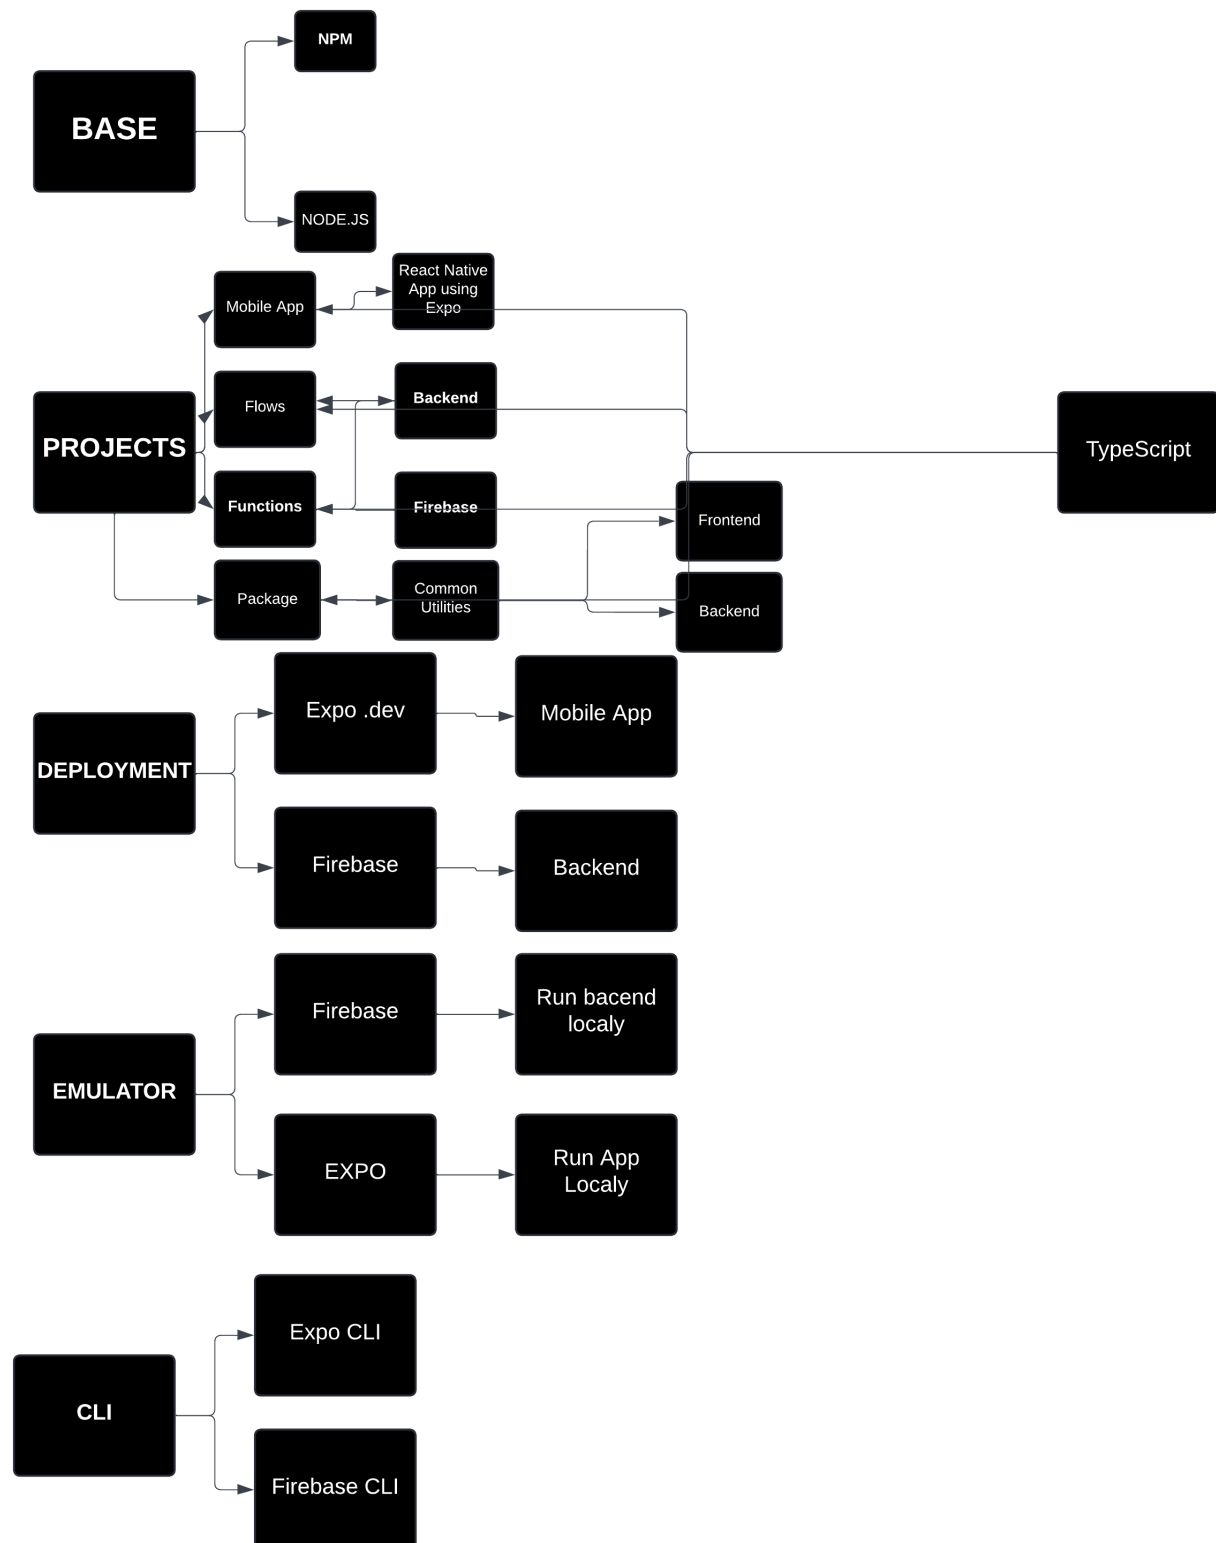 NPM
BASE
NODE.JS
React Native
App using
Expo
Mobile App
Backend
Flows
PROJECTS
TypeScript
Functions
Firebase
Frontend
Common
Utilities
Package
Backend
Expo .dev
Mobile App
DEPLOYMENT
Firebase
Backend
Firebase
Run bacend
localy
EMULATOR
EXPO
Run App
Localy
Expo CLI
CLI
Firebase CLI